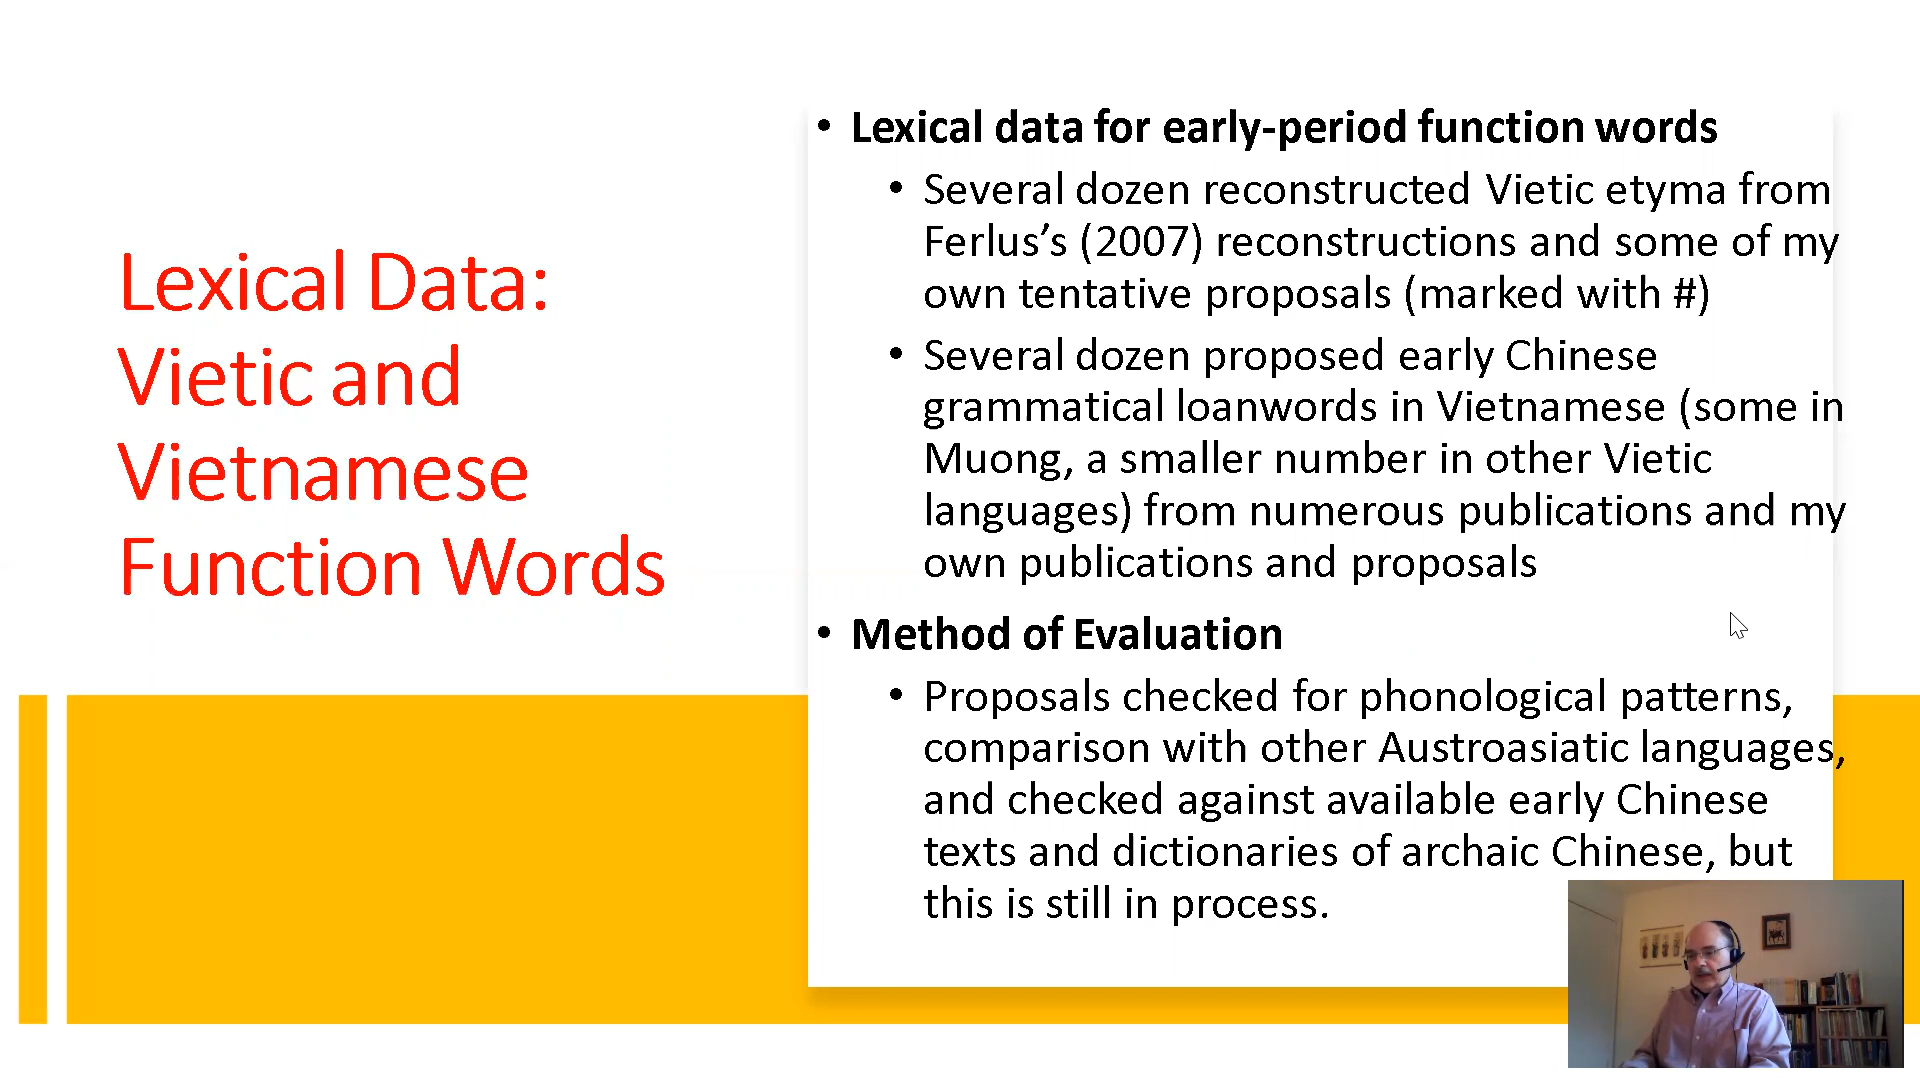 Lexical Data:
Vietic and
Vietnamese
Function Words
• Lexical data for early-period function words
• Several dozen reconstructed Vietic etyma from
Ferlus’s (2007) reconstructions and some of my
own tentative proposals (marked with #)
• Several dozen proposed early Chinese
grammatical loanwords in Vietnamese (some in
Muong, a smaller number in other Vietic
languages) from numerous publications and my
own publications and proposals
• Method of Evaluation
• Proposals checked for phonological patterns,
comparison with other Austroasiatic languages,
and checked against available early Chinese
texts and dictionaries of archaic Chinese, but
this is still in process.